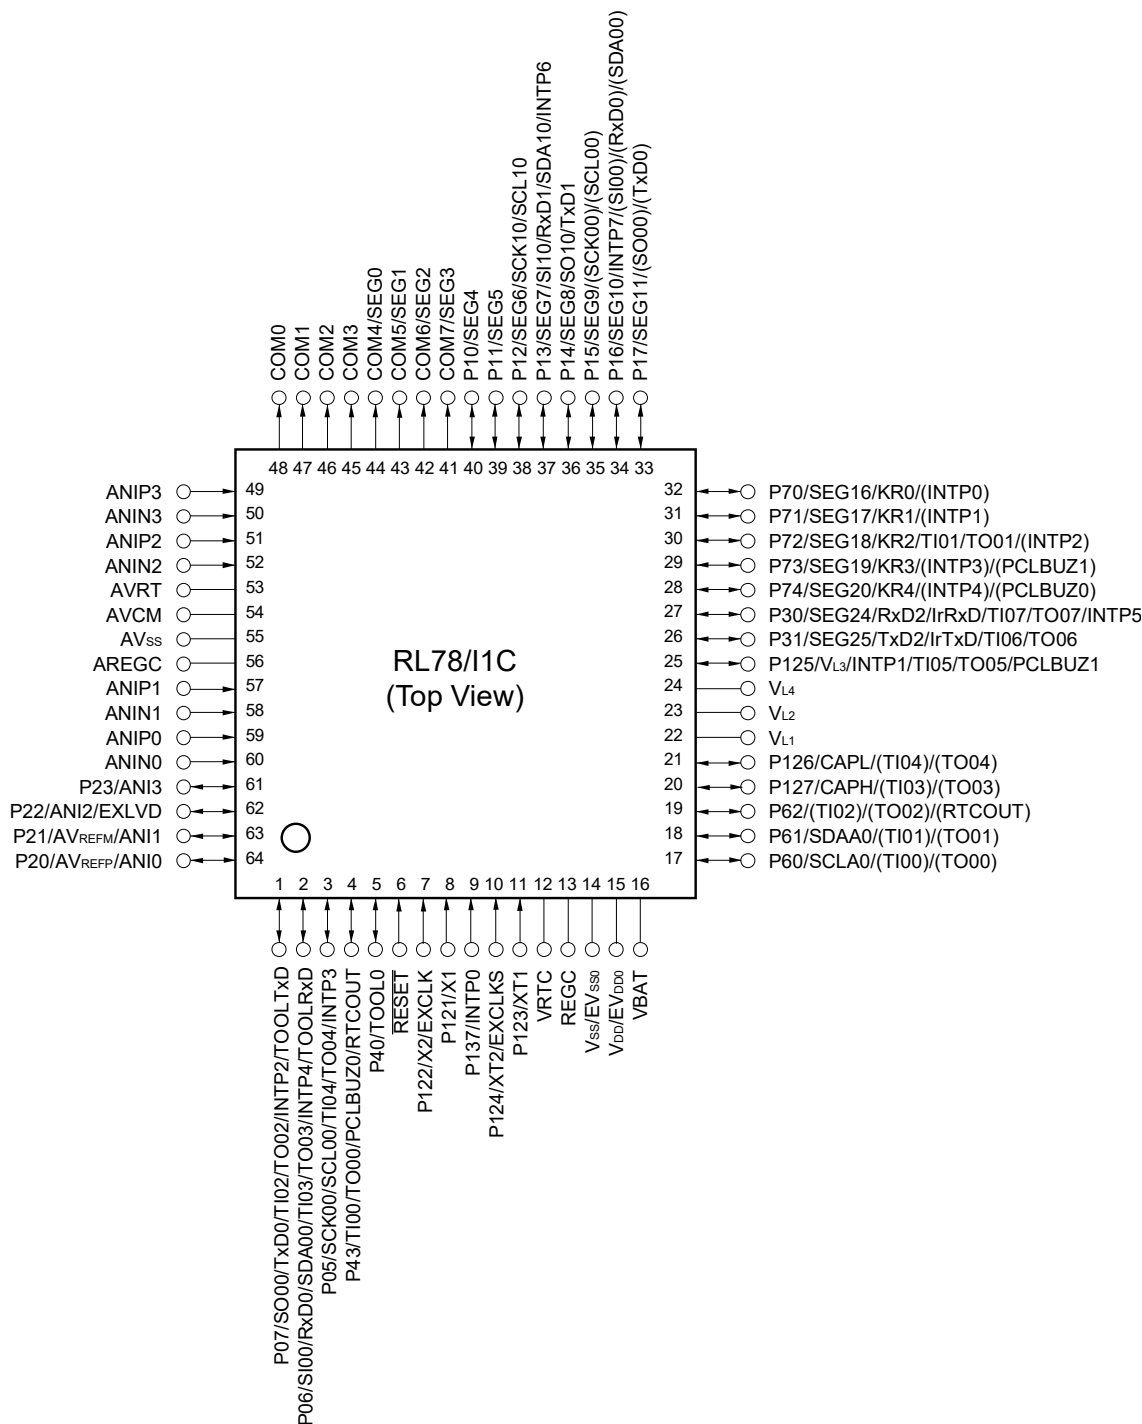 COM0
COM1
COM2
COM3
COM4/SEG0
COM5/SEG1
COM6/SEG2
COM7/SEG3
P10/SEG4
P11/SEG5
P12/SEG6/SCK10/SCL10
P13/SEG7/SI10/RxD1/SDA10/INTP6
P14/SEG8/SO10/TxD1
P15/SEG9/(SCK00)/(SCL00)
P16/SEG10/INTP7/(SI00)/(RxD0)/(SDA00)
P17/SEG11/(SO00)/(TxD0)
48 47 46 45 44 43 42 41 40 39 38 37 36 35 34 33
ANIP3 49
ANIN3 50
ANIP2 51
ANIN2 52
AVRT 53
AVCM 54
AVSS 55
AREGC 56
ANIP1 57
ANIN1 58
ANIP0 59
ANIN0 60
P23/ANI3 61
P22/ANI2/EXLVD 62
P21/AVREFM/ANI1 63
P20/AVREFP/ANI0 64
RL78/I1C
(Top View)
32 P70/SEG16/KR0/(INTP0)
31 P71/SEG17/KR1/(INTP1)
30 P72/SEG18/KR2/TI01/TO01/(INTP2)
29 P73/SEG19/KR3/(INTP3)/(PCLBUZ1)
28 P74/SEG20/KR4/(INTP4)/(PCLBUZ0)
27 P30/SEG24/RxD2/IrRxD/TI07/TO07/INTP5
26 P31/SEG25/TxD2/IrTxD/TI06/TO06
25 P125/VL3/INTP1/TI05/TO05/PCLBUZ1
24 VL4
23 VL2
22 VL1
21 P126/CAPL/(TI04)/(TO04)
20 P127/CAPH/(TI03)/(TO03)
19 P62/(TI02)/(TO02)/(RTCOUT)
18 P61/SDAA0/(TI01)/(TO01)
17 P60/SCLA0/(TI00)/(TO00)
1 2 3 4 5 6 7 8 9 10 11 12 13 14 15 16
P07/SO00/TxD0/TI02/TO02/INTP2/TOOLTxD
P06/SI00/RxD0/SDA00/TI03/TO03/INTP4/TOOLRxD
P05/SCK00/SCL00/TI04/TO04/INTP3
P43/TI00/TO00/PCLBUZ0/RTCOUT
P40/TOOL0
RESET
P122/X2/EXCLK
P121/X1
P137/INTP0
P124/XT2/EXCLKS
P123/XT1
VRTC
REGC
VSS/EVSS0
VDD/EVDD0
VBAT